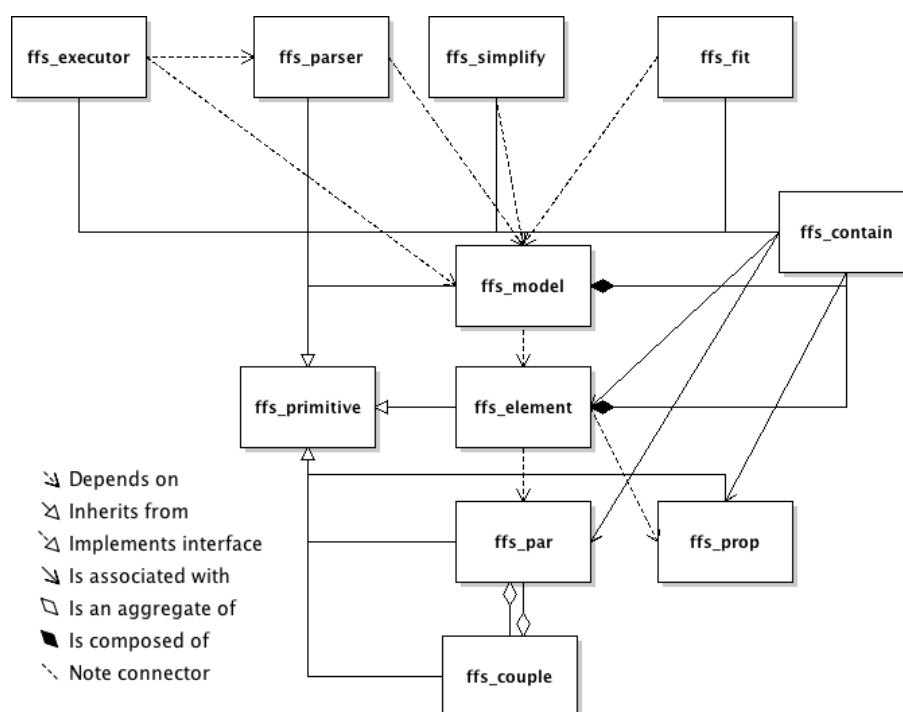 ffs_executor
ffs_parser
ffs_simplify
ffs_fit
ffs_contain
ffs_model
ffs_primitive
ffs_element
Depends on
Inherits from
Implements interface
Is associated with
Is an aggregate of
Is composed of
Note connector
ffs_par
ffs_prop
ffs_couple